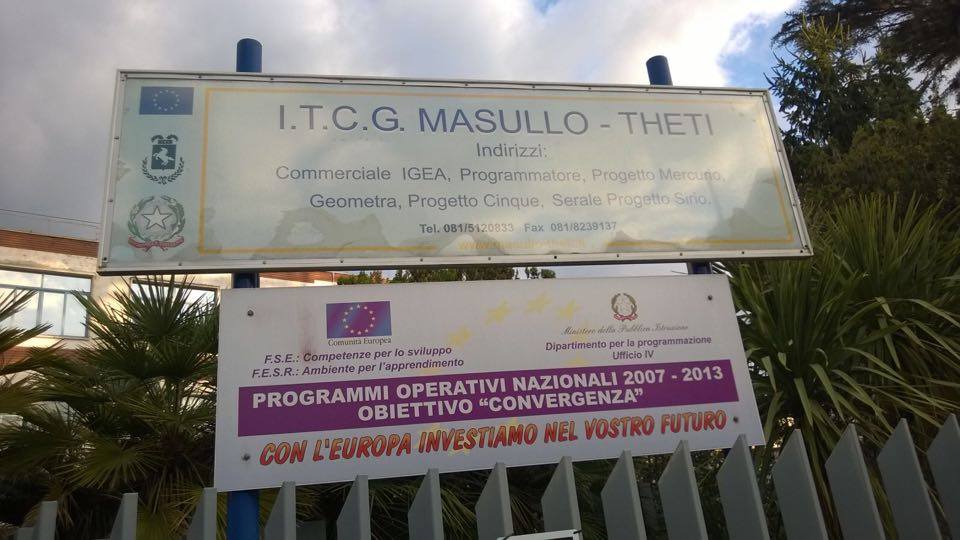 I.T.C.G. MASULLO - THETI
Indirizzi:
Commerciale IGEA, Programmatore, Progetto Mercurio,
Geometra, Progetto Cinque, Serale Progetto Sirio.
Tel. 081/5120833 Fax 081/8239137
Comunità Europea
F.S.E.: Competenze per lo sviluppo
F.E.S.R.: Ambiente per l'apprendimento
Ministero della Pubblica Istruzione
Dipartimento per la programmazione
Ufficio IV
PROGRAMMI OPERATIVI NAZIONALI 2007 - 2013
OBIETTIVO "CONVERGENZA"
CON L'EUROPA INVESTIAMO NEL VOSTRO FUTURO